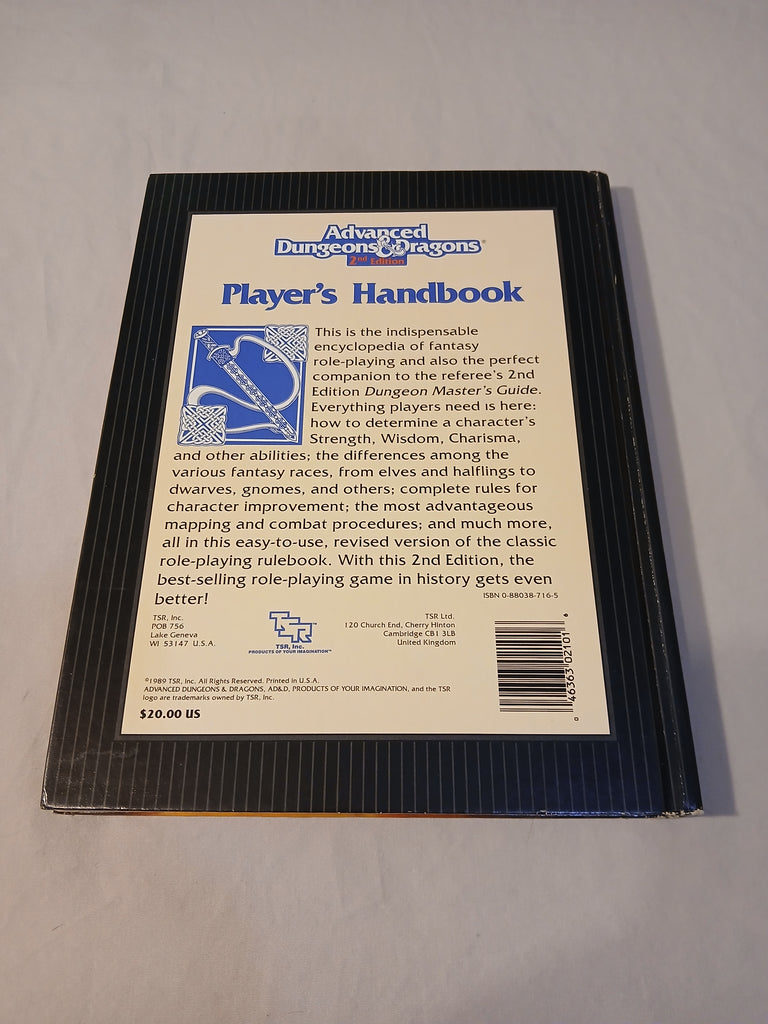 Advanced
Dungeons & Dragons®
2nd Edition
Player's Handbook
This is the indispensable
encyclopedia of fantasy
role-playing and also the perfect
companion to the referee's 2nd
Edition Dungeon Master's Guide.
Everything players need is here:
how to determine a character's
Strength, Wisdom, Charisma,
and other abilities; the differences among the
various fantasy races, from elves and halflings to
dwarves, gnomes, and others; complete rules for
character improvement; the most advantageous
mapping and combat procedures; and much more,
all in this easy-to-use, revised version of the classic
role-playing rulebook. With this 2nd Edition, the
best-selling role-playing game in history gets even
better!
ISBN 0-88038-716-5
TSR, Inc.
POB 756
Lake Geneva
WI 53147 U.S.A.
TSR
TSR, Inc.
PRODUCTS OF YOUR IMAGINATION™
TSR Ltd.
120 Church End, Cherry Hinton
Cambridge CB1 3LB
United Kingdom
©1989 TSR, Inc. All Rights Reserved. Printed in U.S.A.
ADVANCED DUNGEONS & DRAGONS, AD&D, PRODUCTS OF YOUR IMAGINATION, and the TSR
logo are trademarks owned by TSR, Inc.
$20.00 US
0 46363 02101 6